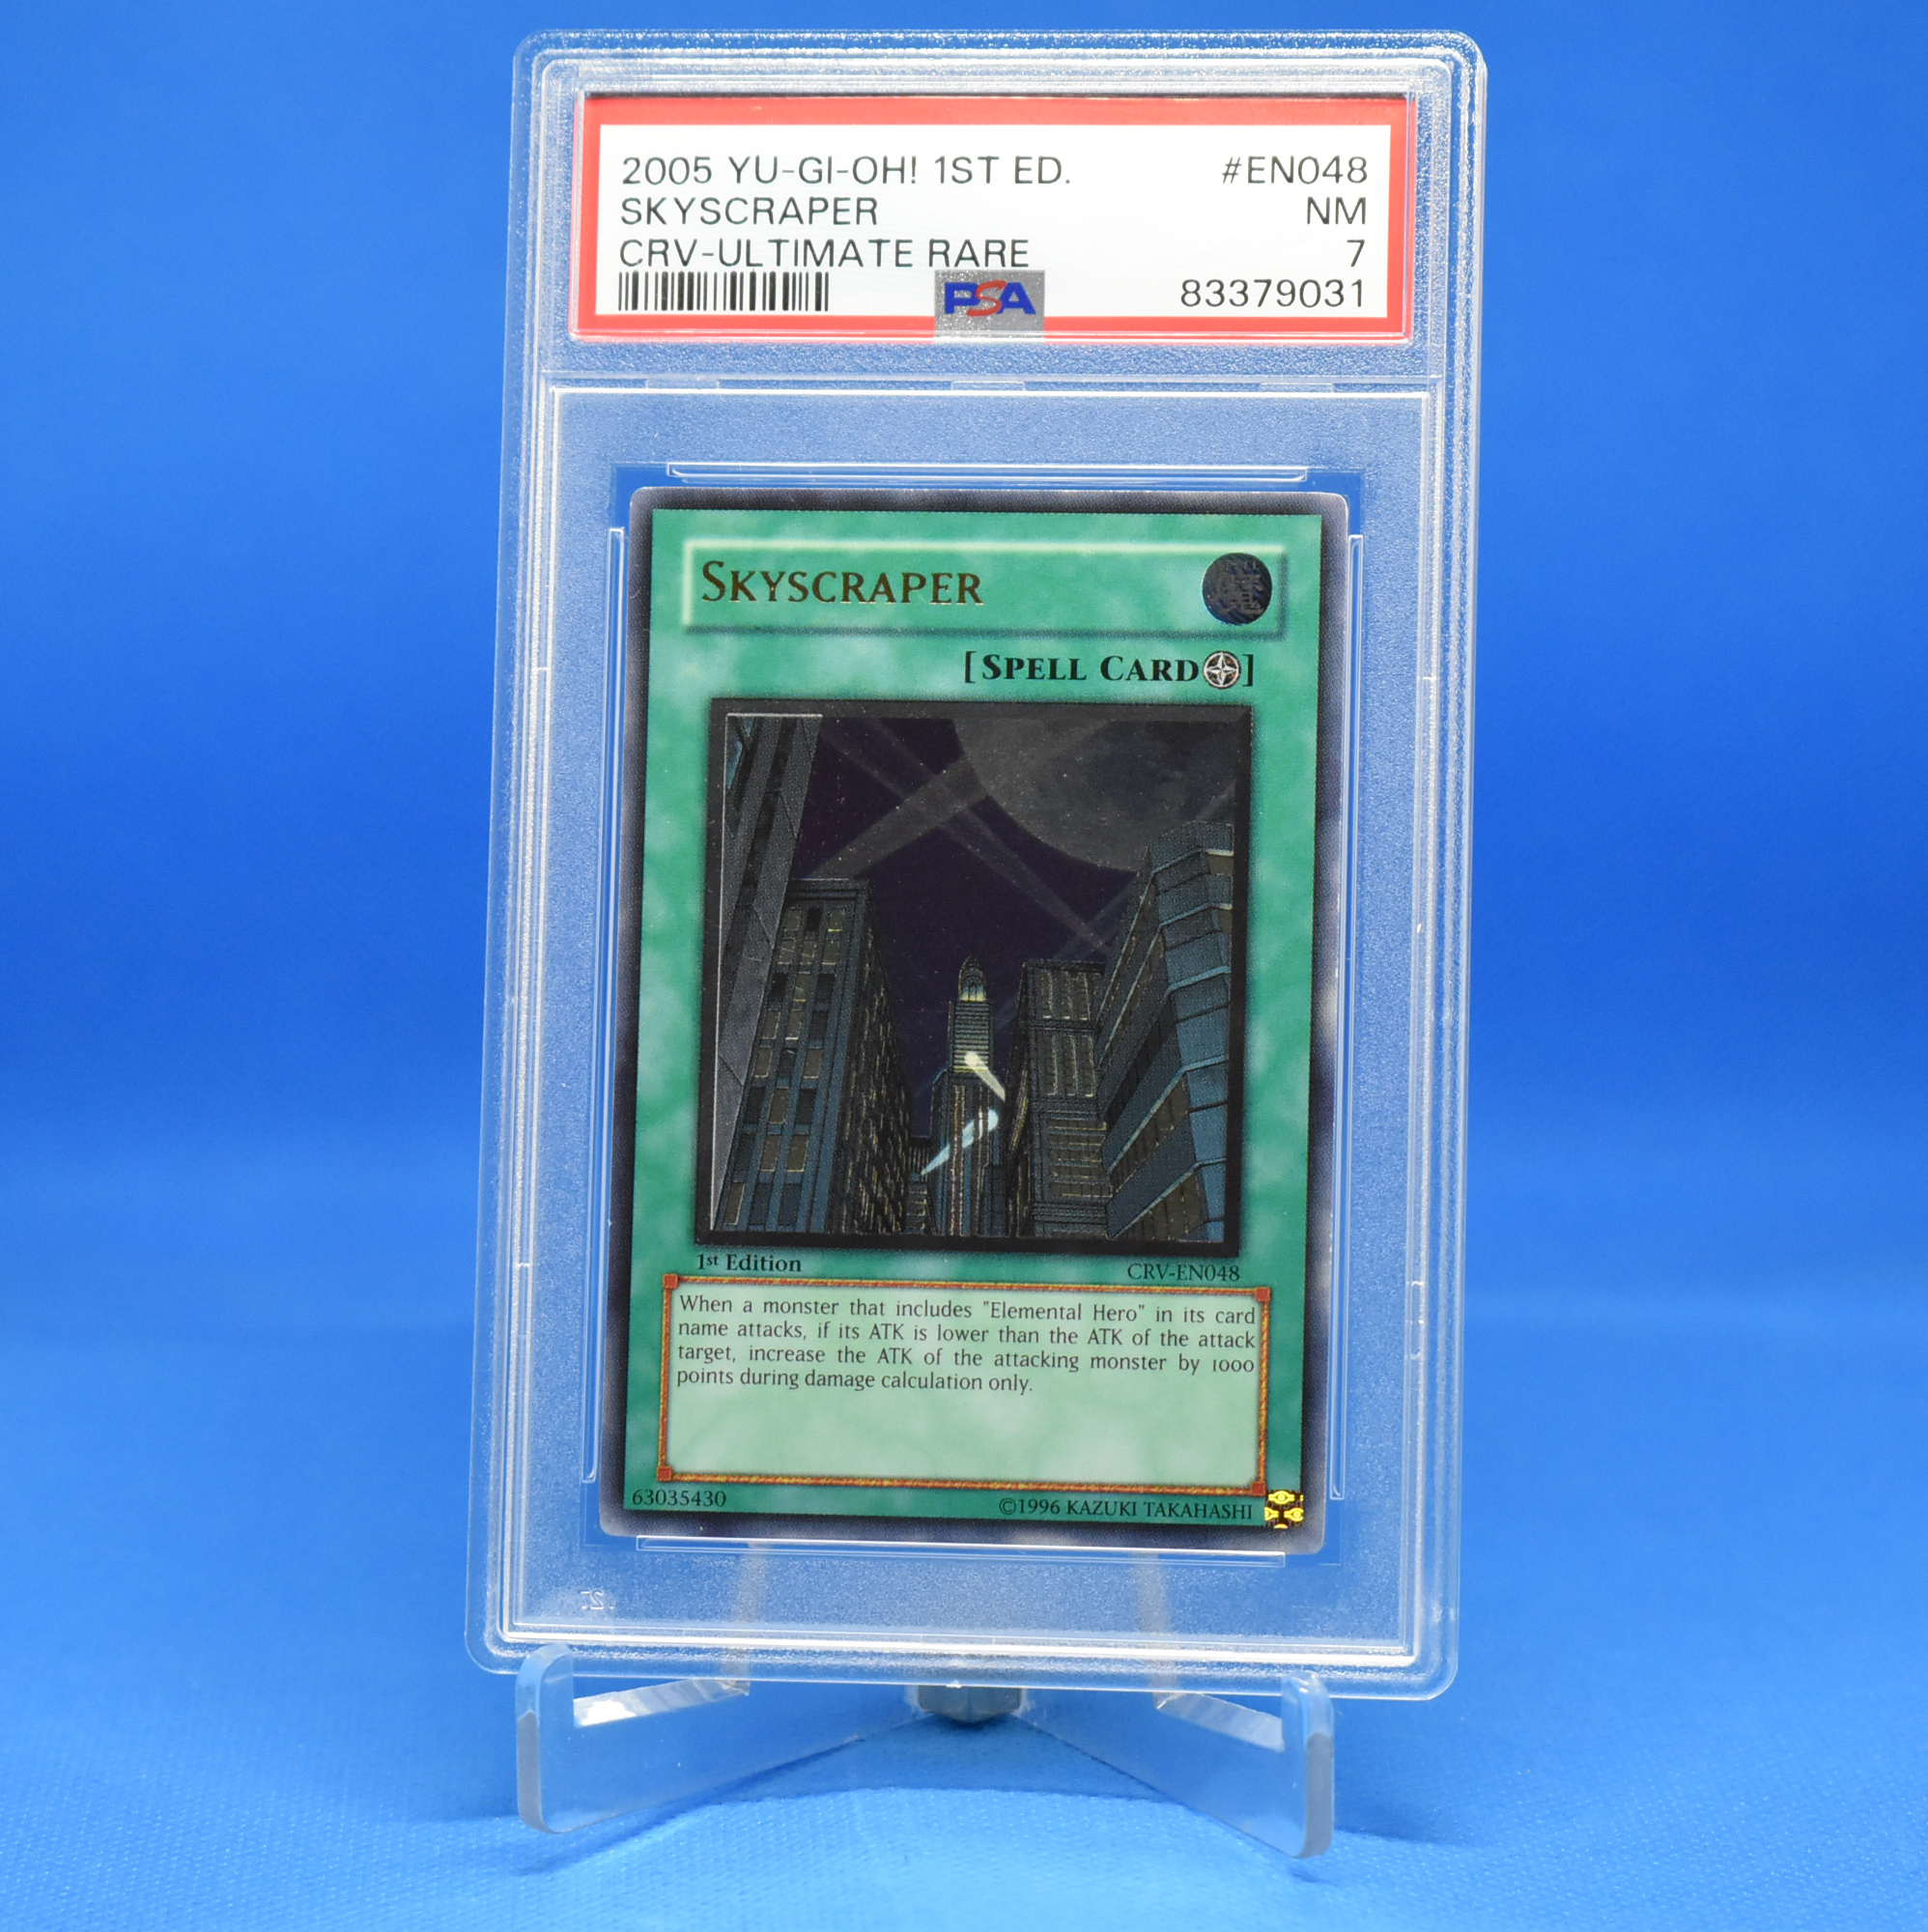 2005 YU-GI-OH! 1ST ED. #EN048
SKYSCRAPER NM
CRV-ULTIMATE RARE 7
PSA 83379031
SKYSCRAPER
[SPELL CARD]
1st Edition CRV-EN048
When a monster that includes "Elemental Hero" in its card
name attacks, if its ATK is lower than the ATK of the attack
target, increase the ATK of the attacking monster by 1000
points during damage calculation only.
63035430 ©1996 KAZUKI TAKAHASHI